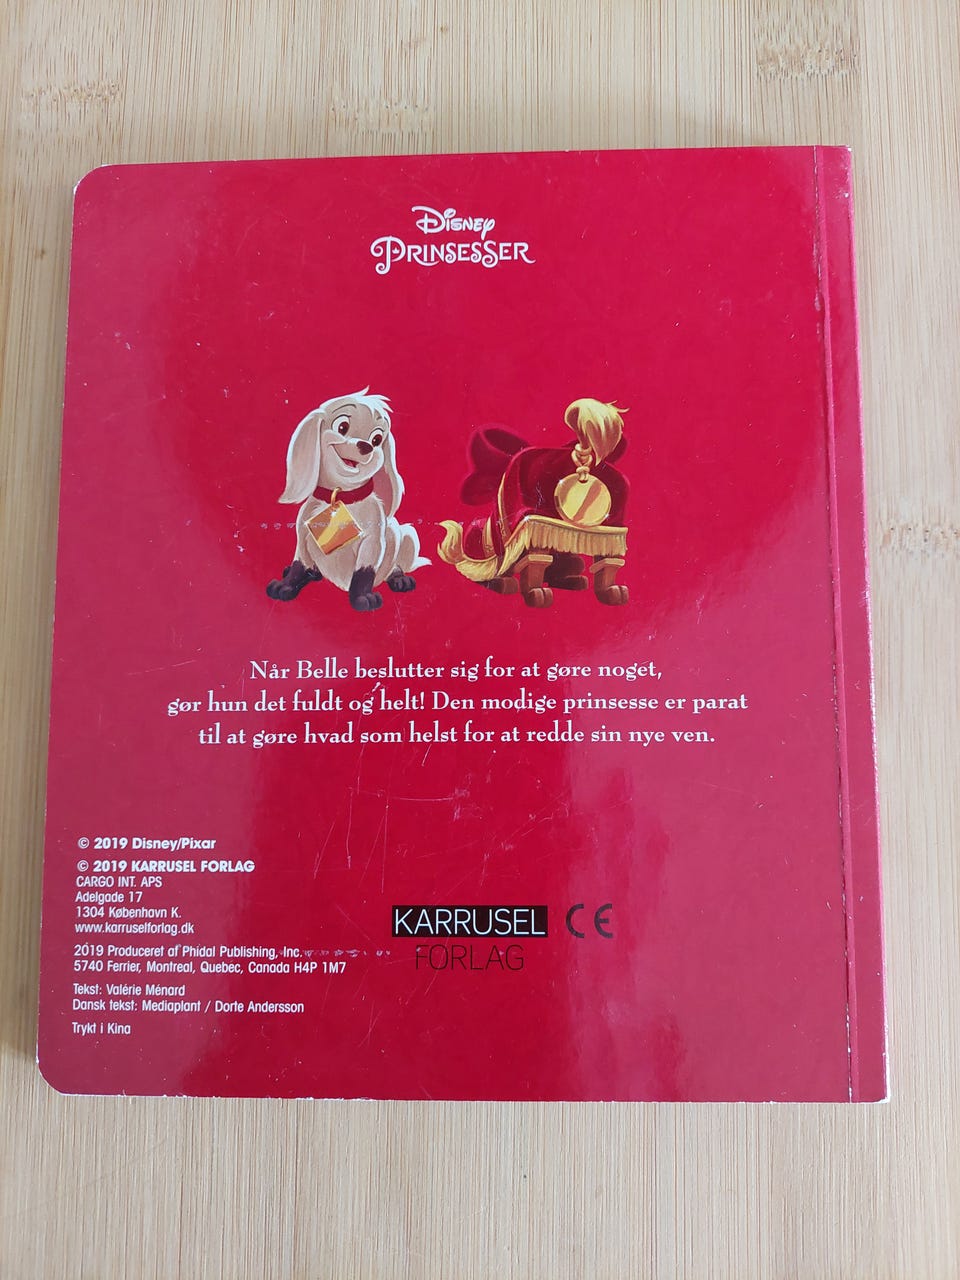 Disney
PRINSESSER
Når Belle beslutter sig for at gøre noget,
gør hun det fuldt og helt! Den modige prinsesse er parat
til at gøre hvad som helst for at redde sin nye ven.
© 2019 Disney/Pixar
© 2019 KARRUSEL FORLAG
CARGO INT. APS
Adelgade 17
1304 København K.
www.karruselforlag.dk
2019 Produceret af Phidal Publishing, Inc.
5740 Ferrier, Montreal, Quebec, Canada H4P 1M7
Tekst: Valérie Ménard
Dansk tekst: Mediaplant / Dorte Andersson
Trykt i Kina
KARRUSEL
FORLAG
CE